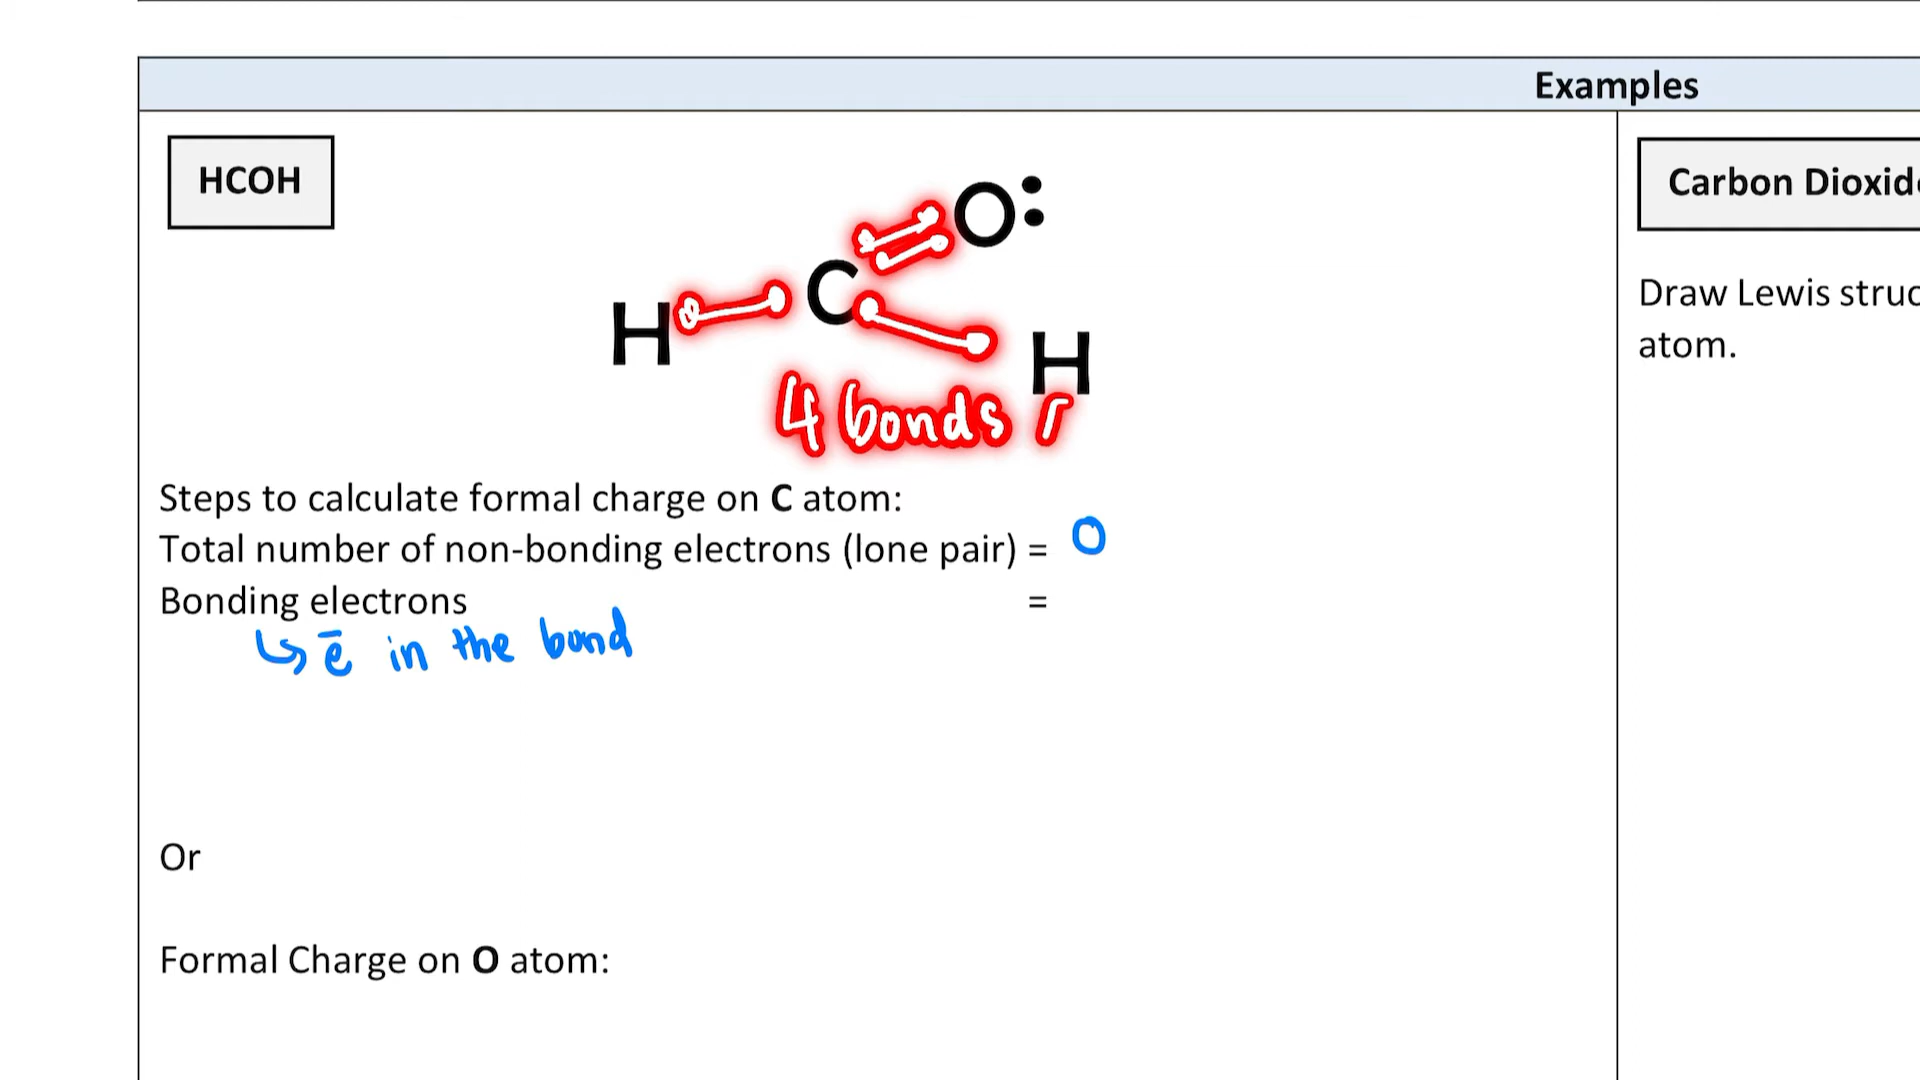 Examples
HCOH
O:
C
H
H
4 bonds
Steps to calculate formal charge on C atom:
Total number of non-bonding electrons (lone pair) = 0
Bonding electrons =
↳ ē in the bond
Or
Formal Charge on O atom:
Carbon Dioxid
Draw Lewis struc
atom.